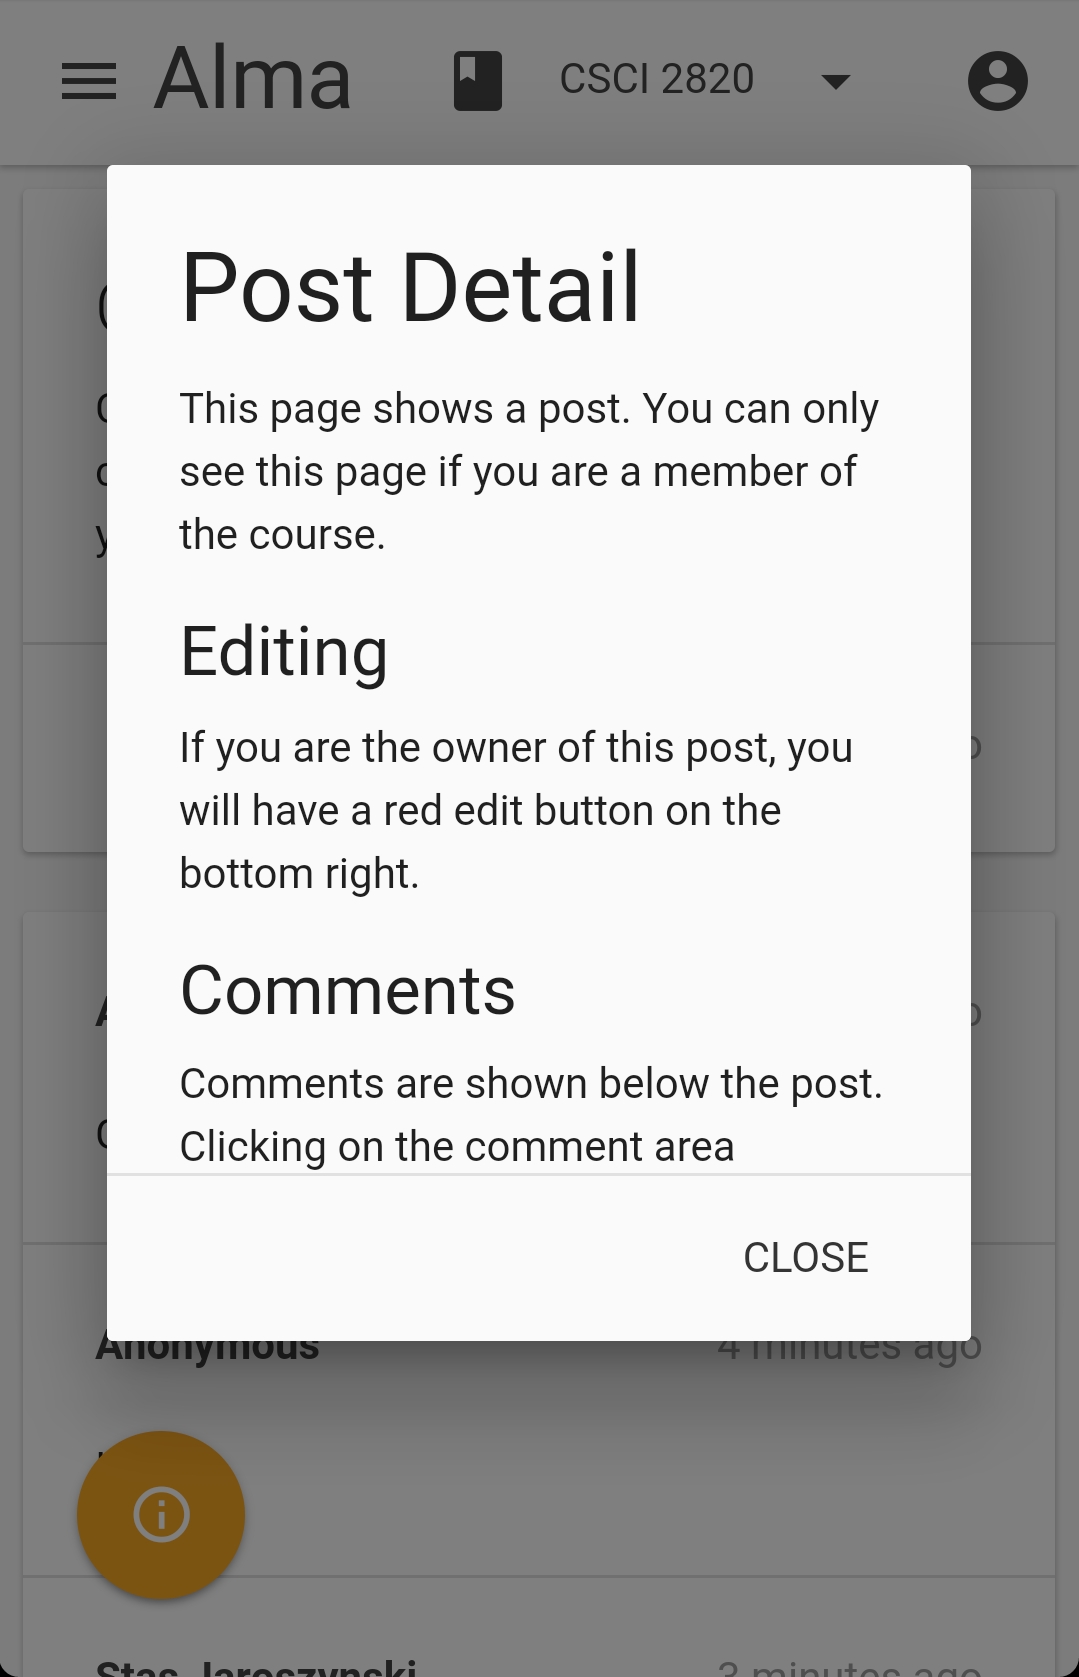 Alma
CSCI 2820
Post Detail
This page shows a post. You can only
see this page if you are a member of
the course.
Editing
If you are the owner of this post, you
will have a red edit button on the
bottom right.
Comments
Comments are shown below the post.
Clicking on the comment area
CLOSE
Anonymous
4 minutes ago
Stas Jaroszynski
3 minutes ago